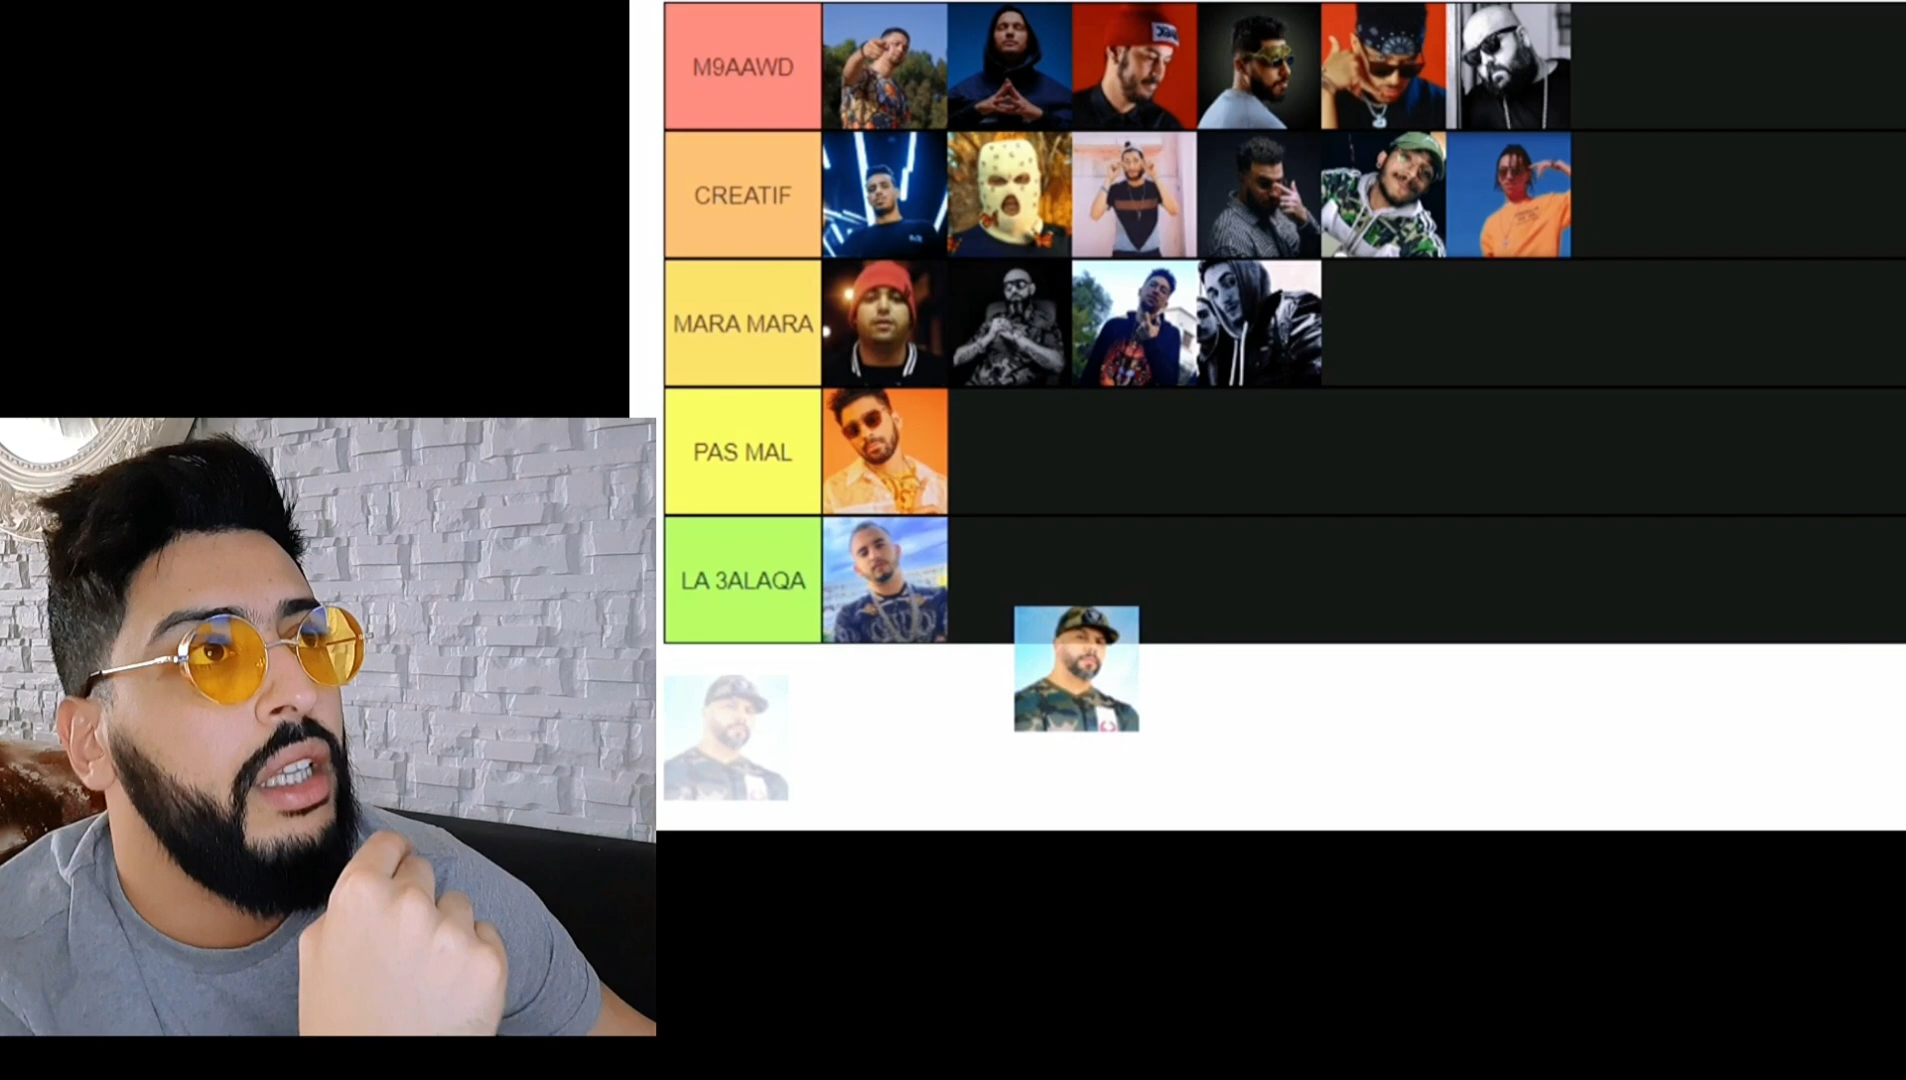 M9AAWD
CREATIF
MARA MARA
PAS MAL
LA 3ALAQA